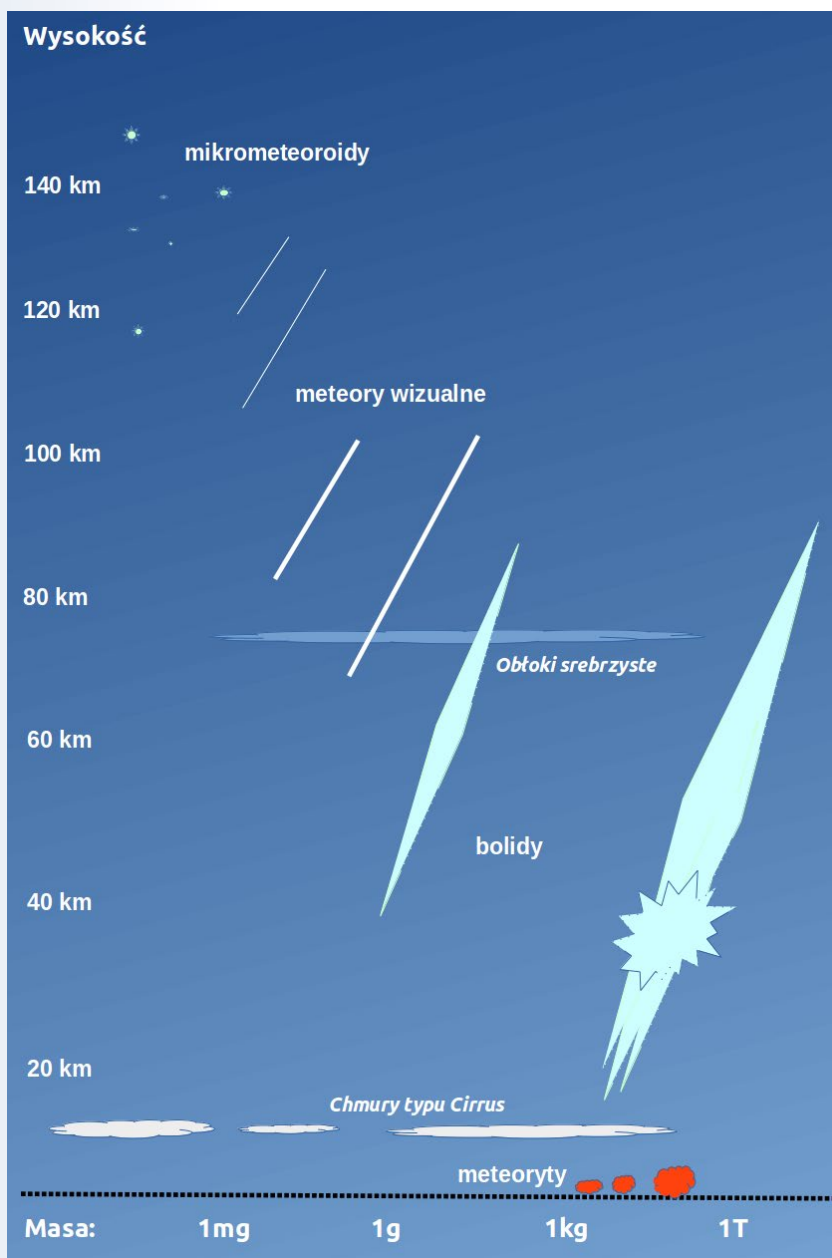 Wysokość
mikrometeoroidy
140 km
120 km
meteory wizualne
100 km
80 km
Obłoki srebrzyste
60 km
bolidy
40 km
20 km
Chmury typu Cirrus
meteoryty
Masa: 1mg 1g 1kg 1T